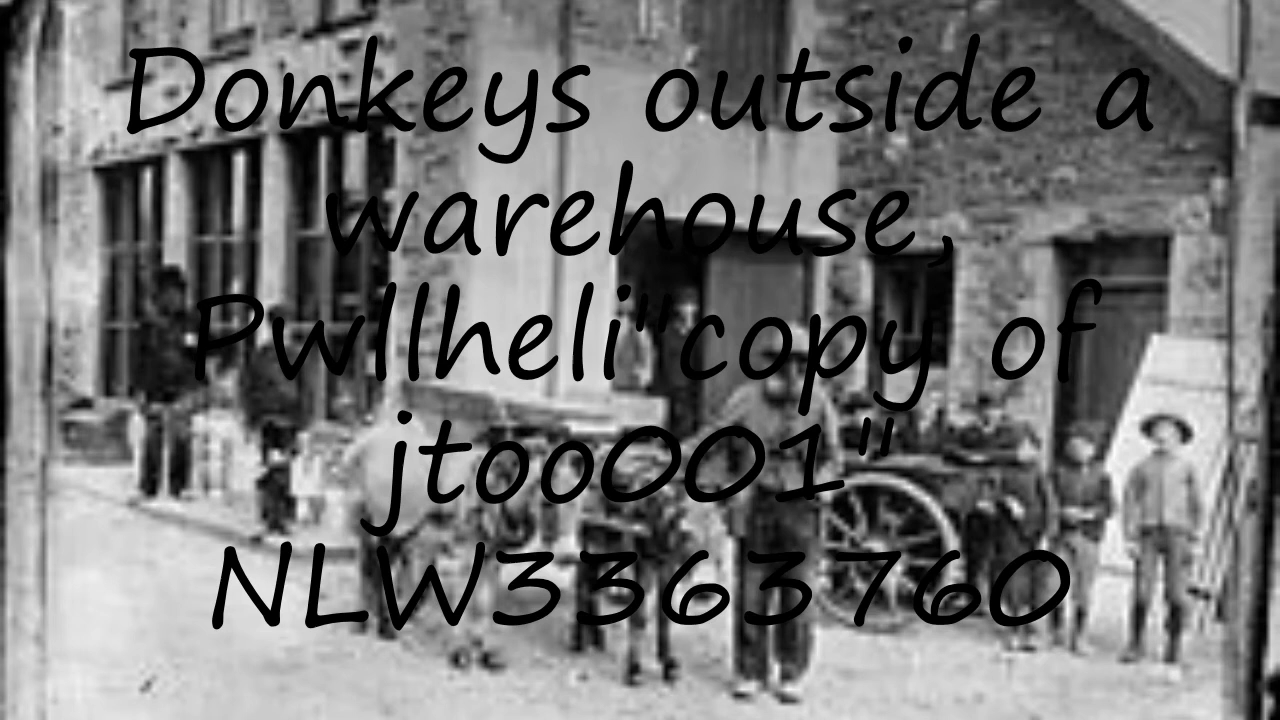 Donkeys outside a
warehouse,
Pwllheli"copy of
jtoo001"
NLW3363760